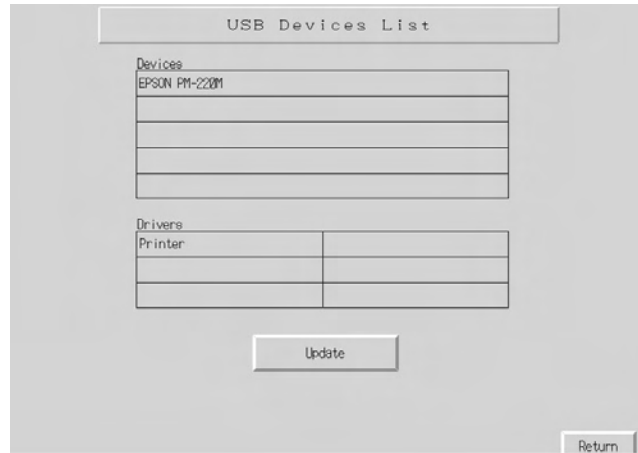 USB Devices List
Devices
EPSON PM-220M
Drivers
Printer
Update
Return